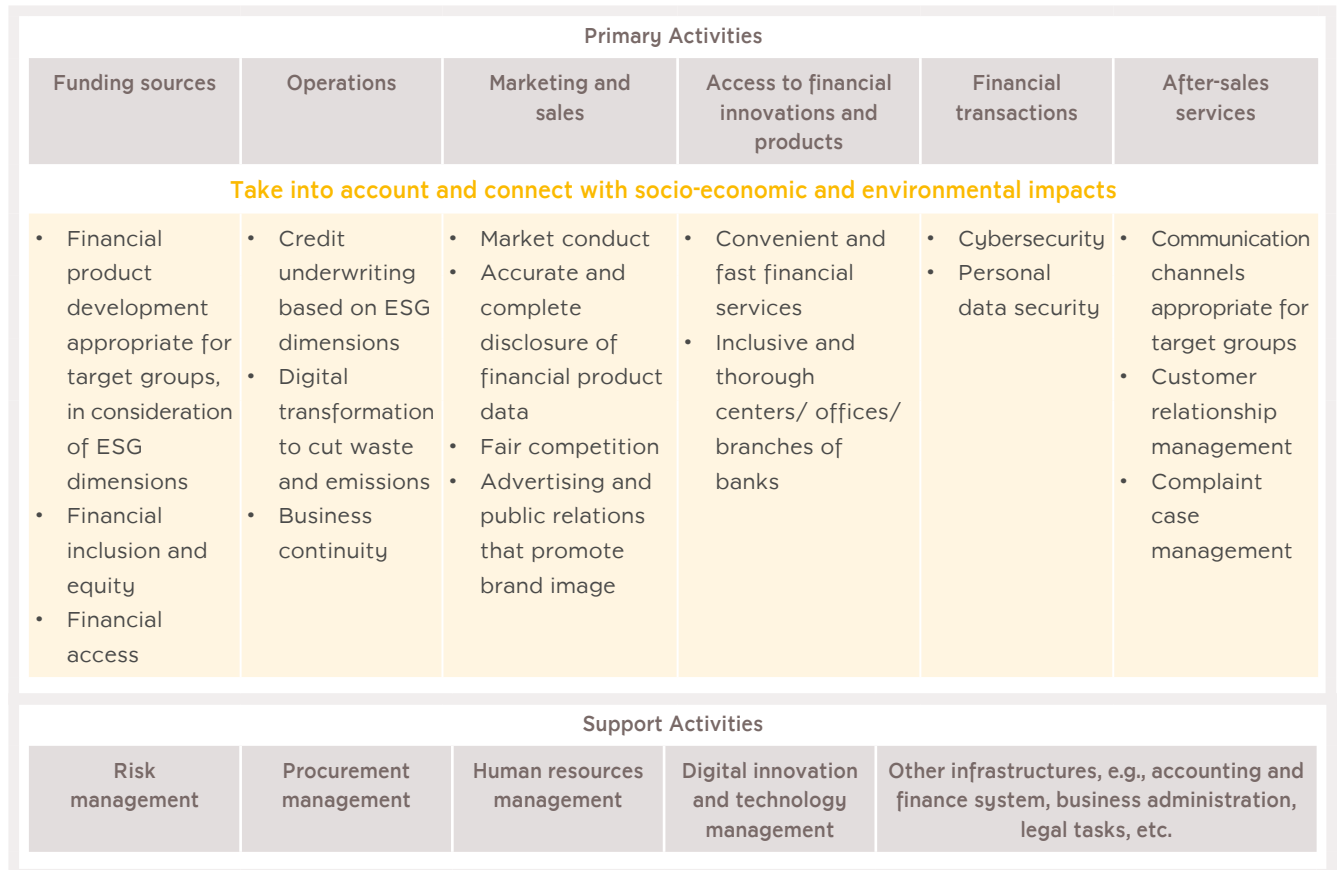 Primary Activities
Funding sources
Operations
Marketing and
sales
Access to financial
innovations and
products
Financial
transactions
After-sales
services
Take into account and connect with socio-economic and environmental impacts
• Financial
product
development
appropriate for
target groups,
in consideration
of ESG
dimensions
• Financial
inclusion and
equity
• Financial
access
• Credit
underwriting
based on ESG
dimensions
• Digital
transformation
to cut waste
and emissions
• Business
continuity
• Market conduct
• Accurate and
complete
disclosure of
financial product
data
• Fair competition
• Advertising and
public relations
that promote
brand image
• Convenient and
fast financial
services
• Inclusive and
thorough
centers/ offices/
branches of
banks
• Cybersecurity
• Personal
data security
• Communication
channels
appropriate for
target groups
• Customer
relationship
management
• Complaint
case
management
Support Activities
Risk
management
Procurement
management
Human resources
management
Digital innovation
and technology
management
Other infrastructures, e.g., accounting and
finance system, business administration,
legal tasks, etc.